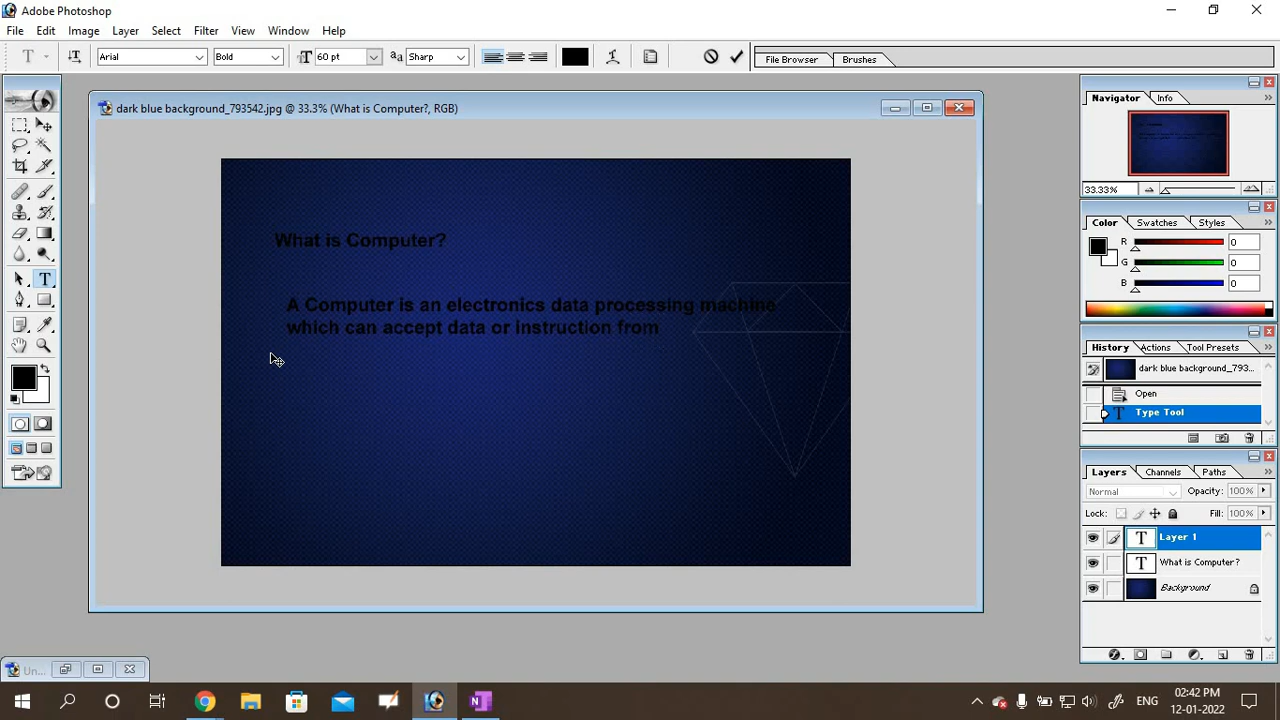 Adobe Photoshop
File Edit Image Layer Select Filter View Window Help
Arial Bold 60 pt Sharp File Browser Brushes
dark blue background_793542.jpg @ 33.3% (What is Computer?, RGB)
What is Computer?
A Computer is an electronics data processing machine
which can accept data or instruction from
Navigator Info
33.33%
Color Swatches Styles
R 0
G 0
B 0
History Actions Tool Presets
dark blue background_793...
Open
Type Tool
Layers Channels Paths
Normal Opacity: 100%
Lock: Fill: 100%
Layer 1
What is Computer?
Background
Un...
ENG
02:42 PM
12-01-2022